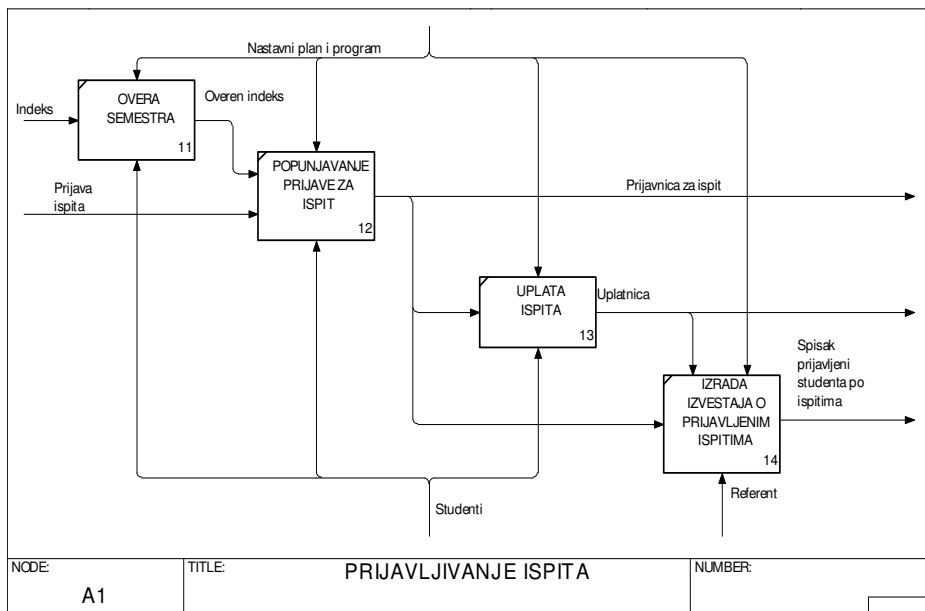 Nastavni plan i program
OVERA
SEMESTRA
11
Indeks
Overen indeks
POPUNJAVANJE
PRIJAVE ZA
ISPIT
12
Prijava
ispita
Prijavnica za ispit
UPLATA
ISPITA
13
Uplatnica
Spisak
prijavljeni
studenta po
ispitima
IZRADA
IZVESTAJA O
PRIJAVLJENIM
ISPITIMA
14
Referent
Studenti
NODE:
A1
TITLE:
PRIJAVLJIVANJE ISPITA
NUMBER: